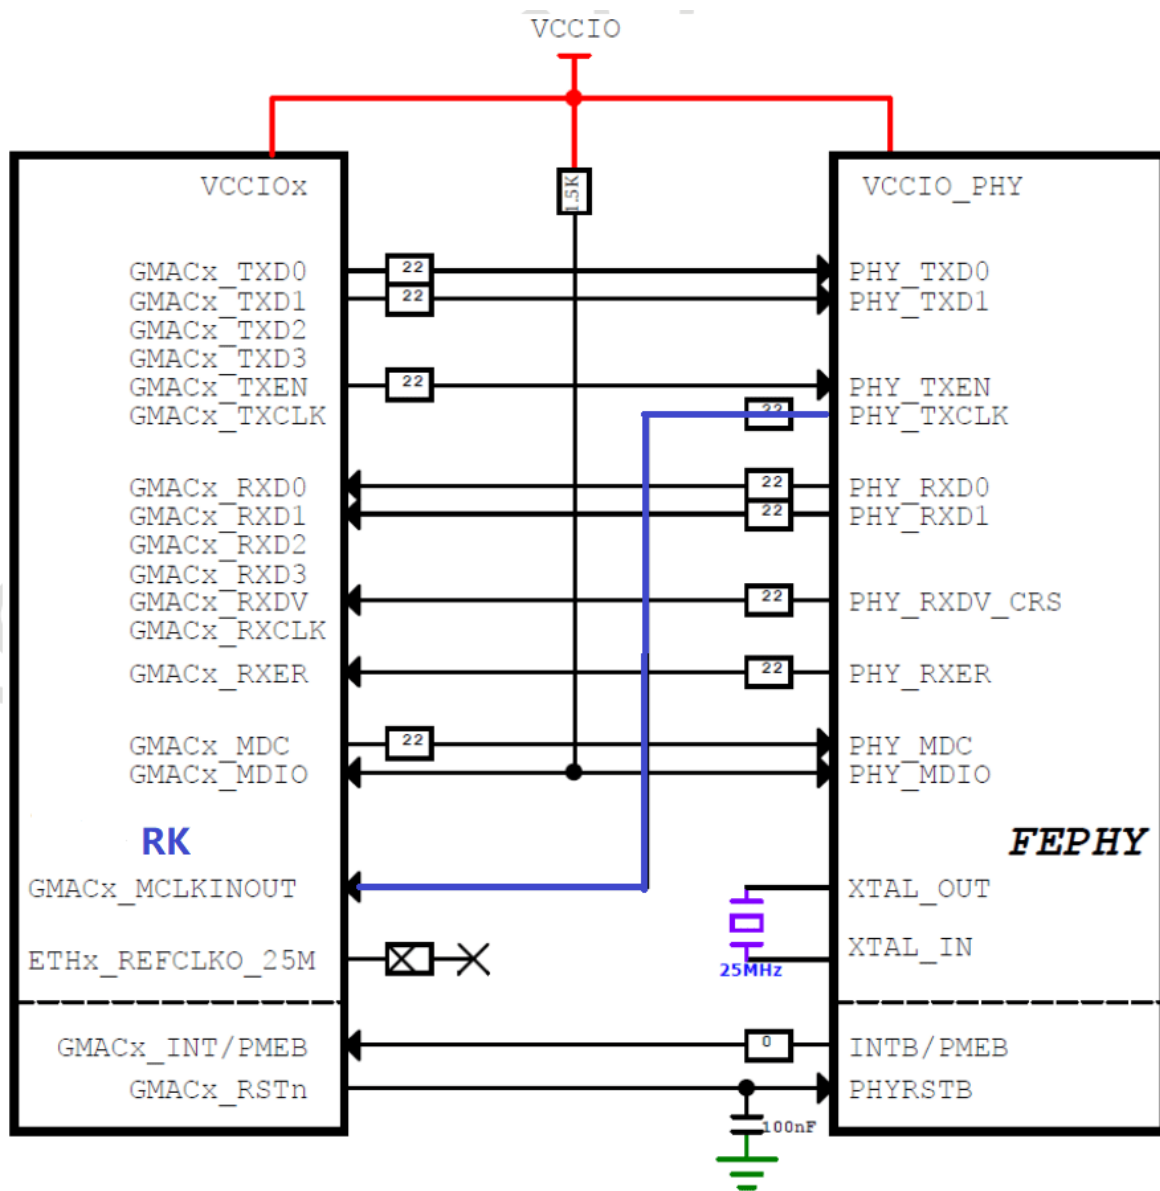 VCCIO
1.5K
VCCIOx
VCCIO_PHY
GMACx_TXD0 22 PHY_TXD0
GMACx_TXD1 22 PHY_TXD1
GMACx_TXD2
GMACx_TXD3
GMACx_TXEN 22 PHY_TXEN
GMACx_TXCLK 22 PHY_TXCLK
GMACx_RXD0 22 PHY_RXD0
GMACx_RXD1 22 PHY_RXD1
GMACx_RXD2
GMACx_RXD3
GMACx_RXDV 22 PHY_RXDV_CRS
GMACx_RXCLK
GMACx_RXER 22 PHY_RXER
GMACx_MDC 22 PHY_MDC
GMACx_MDIO PHY_MDIO
RK FEPHY
GMACx_MCLKINOUT XTAL_OUT
ETHx_REFCLKO_25M XTAL_IN
25MHz
GMACx_INT/PMEB 0 INTB/PMEB
GMACx_RSTn PHYRSTB
100nF